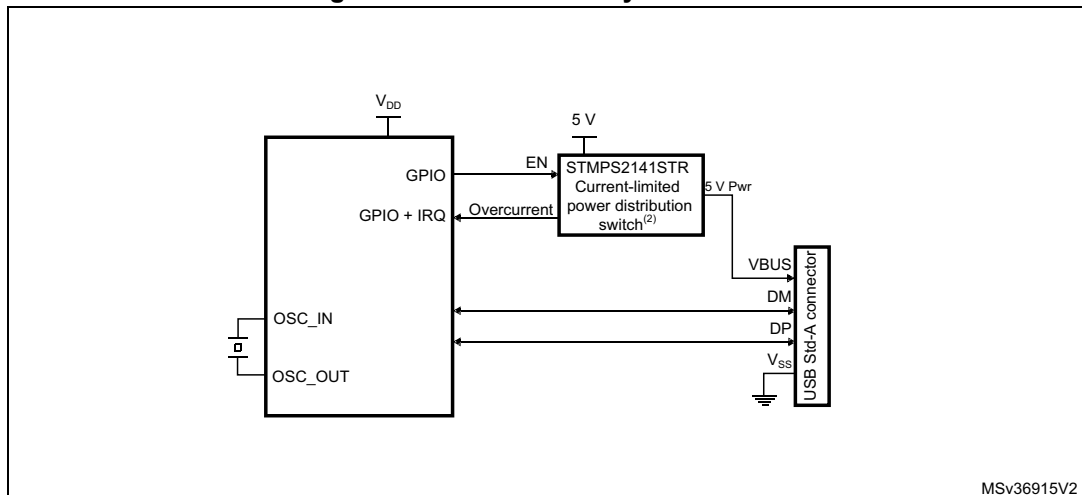 V_DD
5 V
GPIO
EN
STMPS2141STR
Current-limited
power distribution
switch(2)
5 V Pwr
GPIO + IRQ
Overcurrent
VBUS
DM
DP
V_SS
USB Std-A connector
OSC_IN
OSC_OUT
MSv36915V2